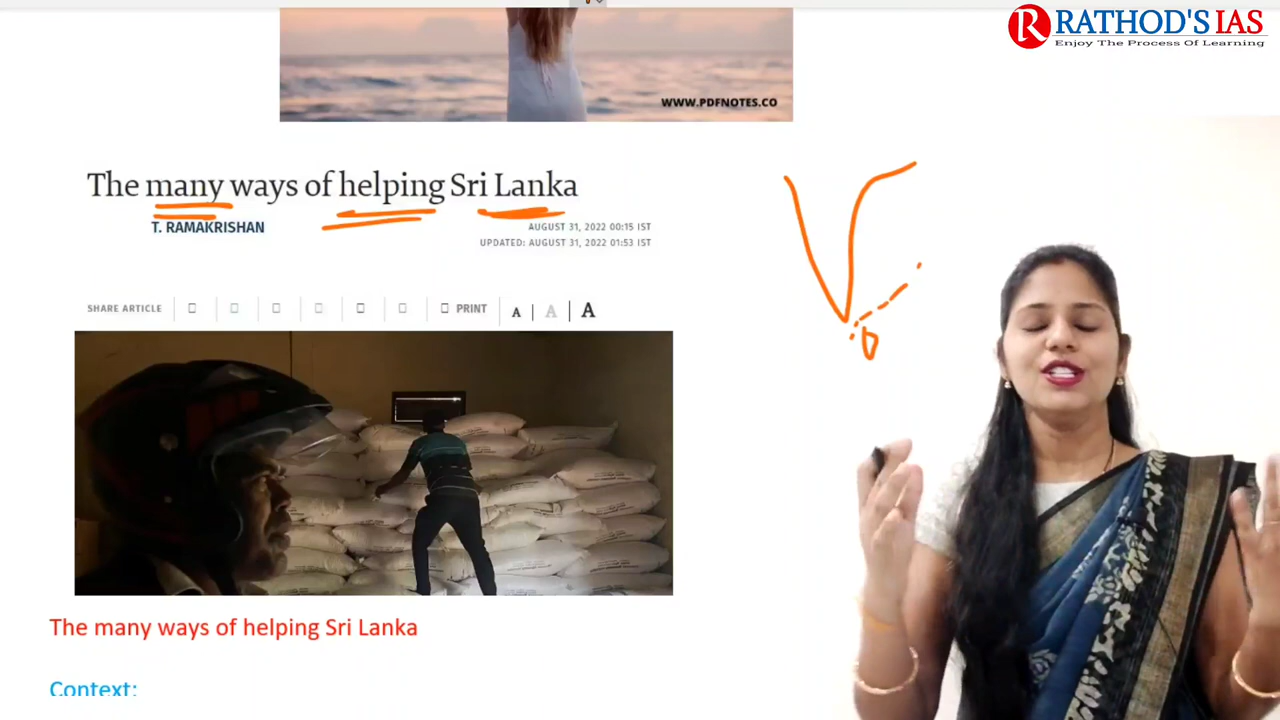 RATHOD'S IAS
Enjoy The Process Of Learning
WWW.PDFNOTES.CO
The many ways of helping Sri Lanka
T. RAMAKRISHAN
AUGUST 31, 2022 00:15 IST
UPDATED: AUGUST 31, 2022 01:53 IST
SHARE ARTICLE
PRINT
A
A
A
The many ways of helping Sri Lanka
Context: